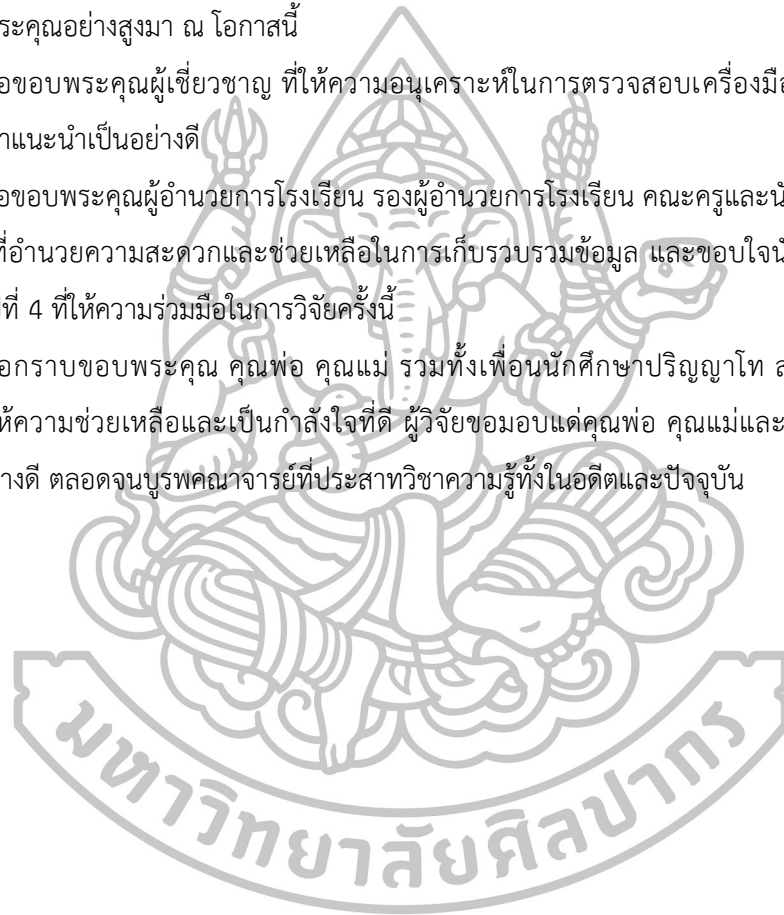 ระคุณอย่างสูงมา ณ โอกาสนี้
อขอบพระคุณผู้เชี่ยวชาญ ที่ให้ความอนุเคราะห์ในการตรวจสอบเครื่องมือ
าแนะนำเป็นอย่างดี
อขอบพระคุณผู้อำนวยการโรงเรียน รองผู้อำนวยการโรงเรียน คณะครูและนั
ที่อำนวยความสะดวกและช่วยเหลือในการเก็บรวบรวมข้อมูล และขอบใจนั
ปีที่ 4 ที่ให้ความร่วมมือในการวิจัยครั้งนี้
อกราบขอบพระคุณ คุณพ่อ คุณแม่ รวมทั้งเพื่อนนักศึกษาปริญญาโท ส
ห้ความช่วยเหลือและเป็นกำลังใจที่ดี ผู้วิจัยขอมอบแด่คุณพ่อ คุณแม่และ
างดี ตลอดจนบูรพคณาจารย์ที่ประสาทวิชาความรู้ทั้งในอดีตและปัจจุบัน
มหาวิทยาลัยศิลปากร